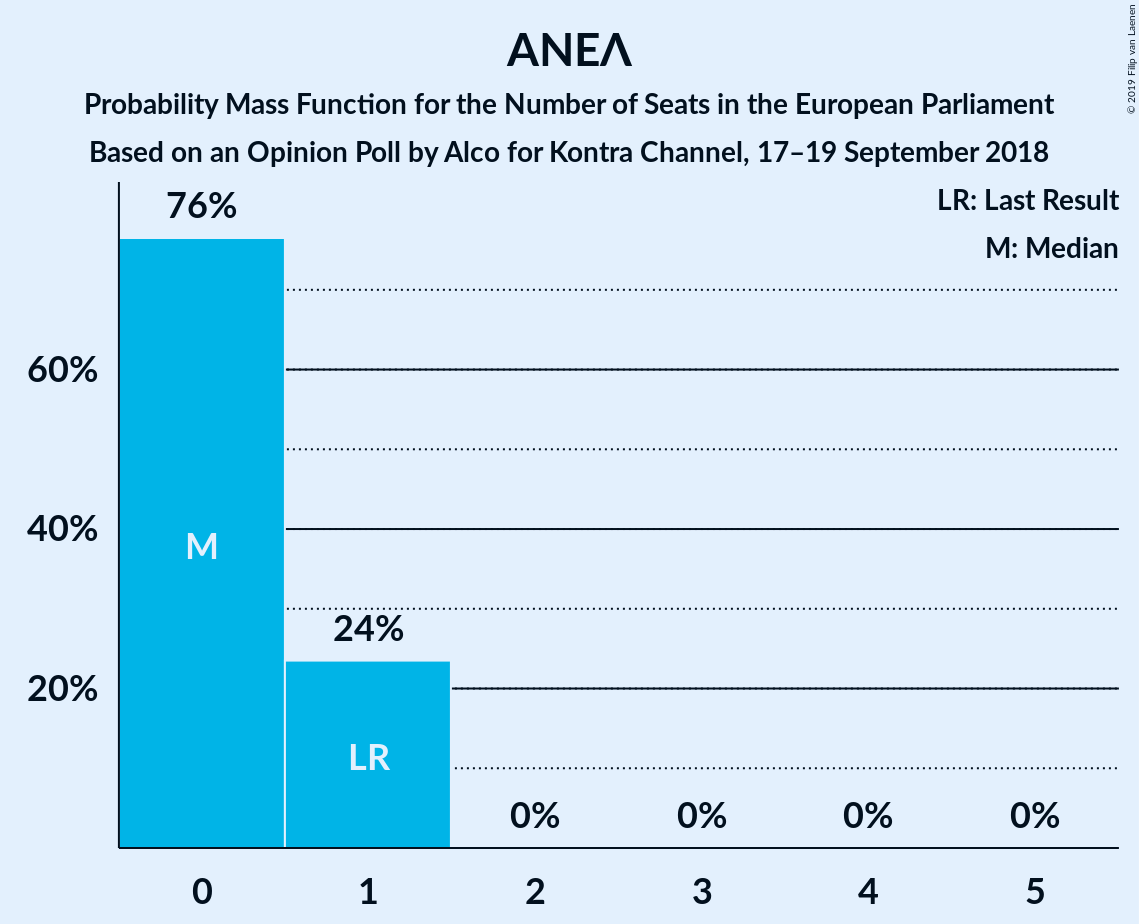 ΑΝΕΛ
Probability Mass Function for the Number of Seats in the European Parliament
Based on an Opinion Poll by Alco for Kontra Channel, 17–19 September 2018
© 2019 Filip van Laenen
LR: Last Result
M: Median
76%
60%
40%
20%
M
24%
LR
0% 0% 0% 0%
0 1 2 3 4 5